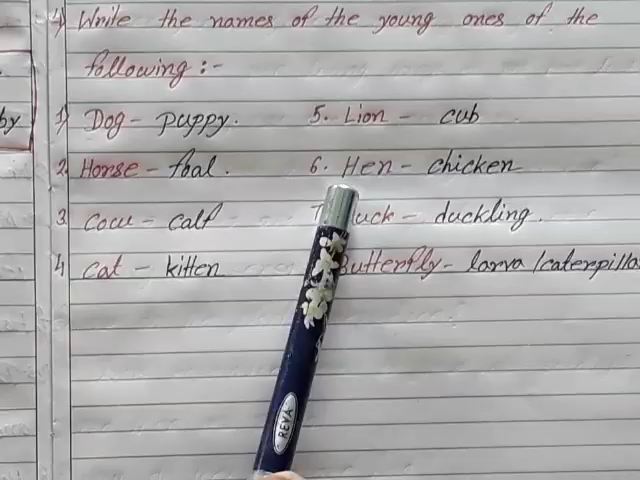 4) Write the names of the young ones of the
following :-
by
1) Dog - puppy. 5. Lion - cub
2. Horse - foal. 6. Hen - chicken
3 Cow - calf duckling.
4 Cat - kitten Butterfly - larva /caterpilla
REVA